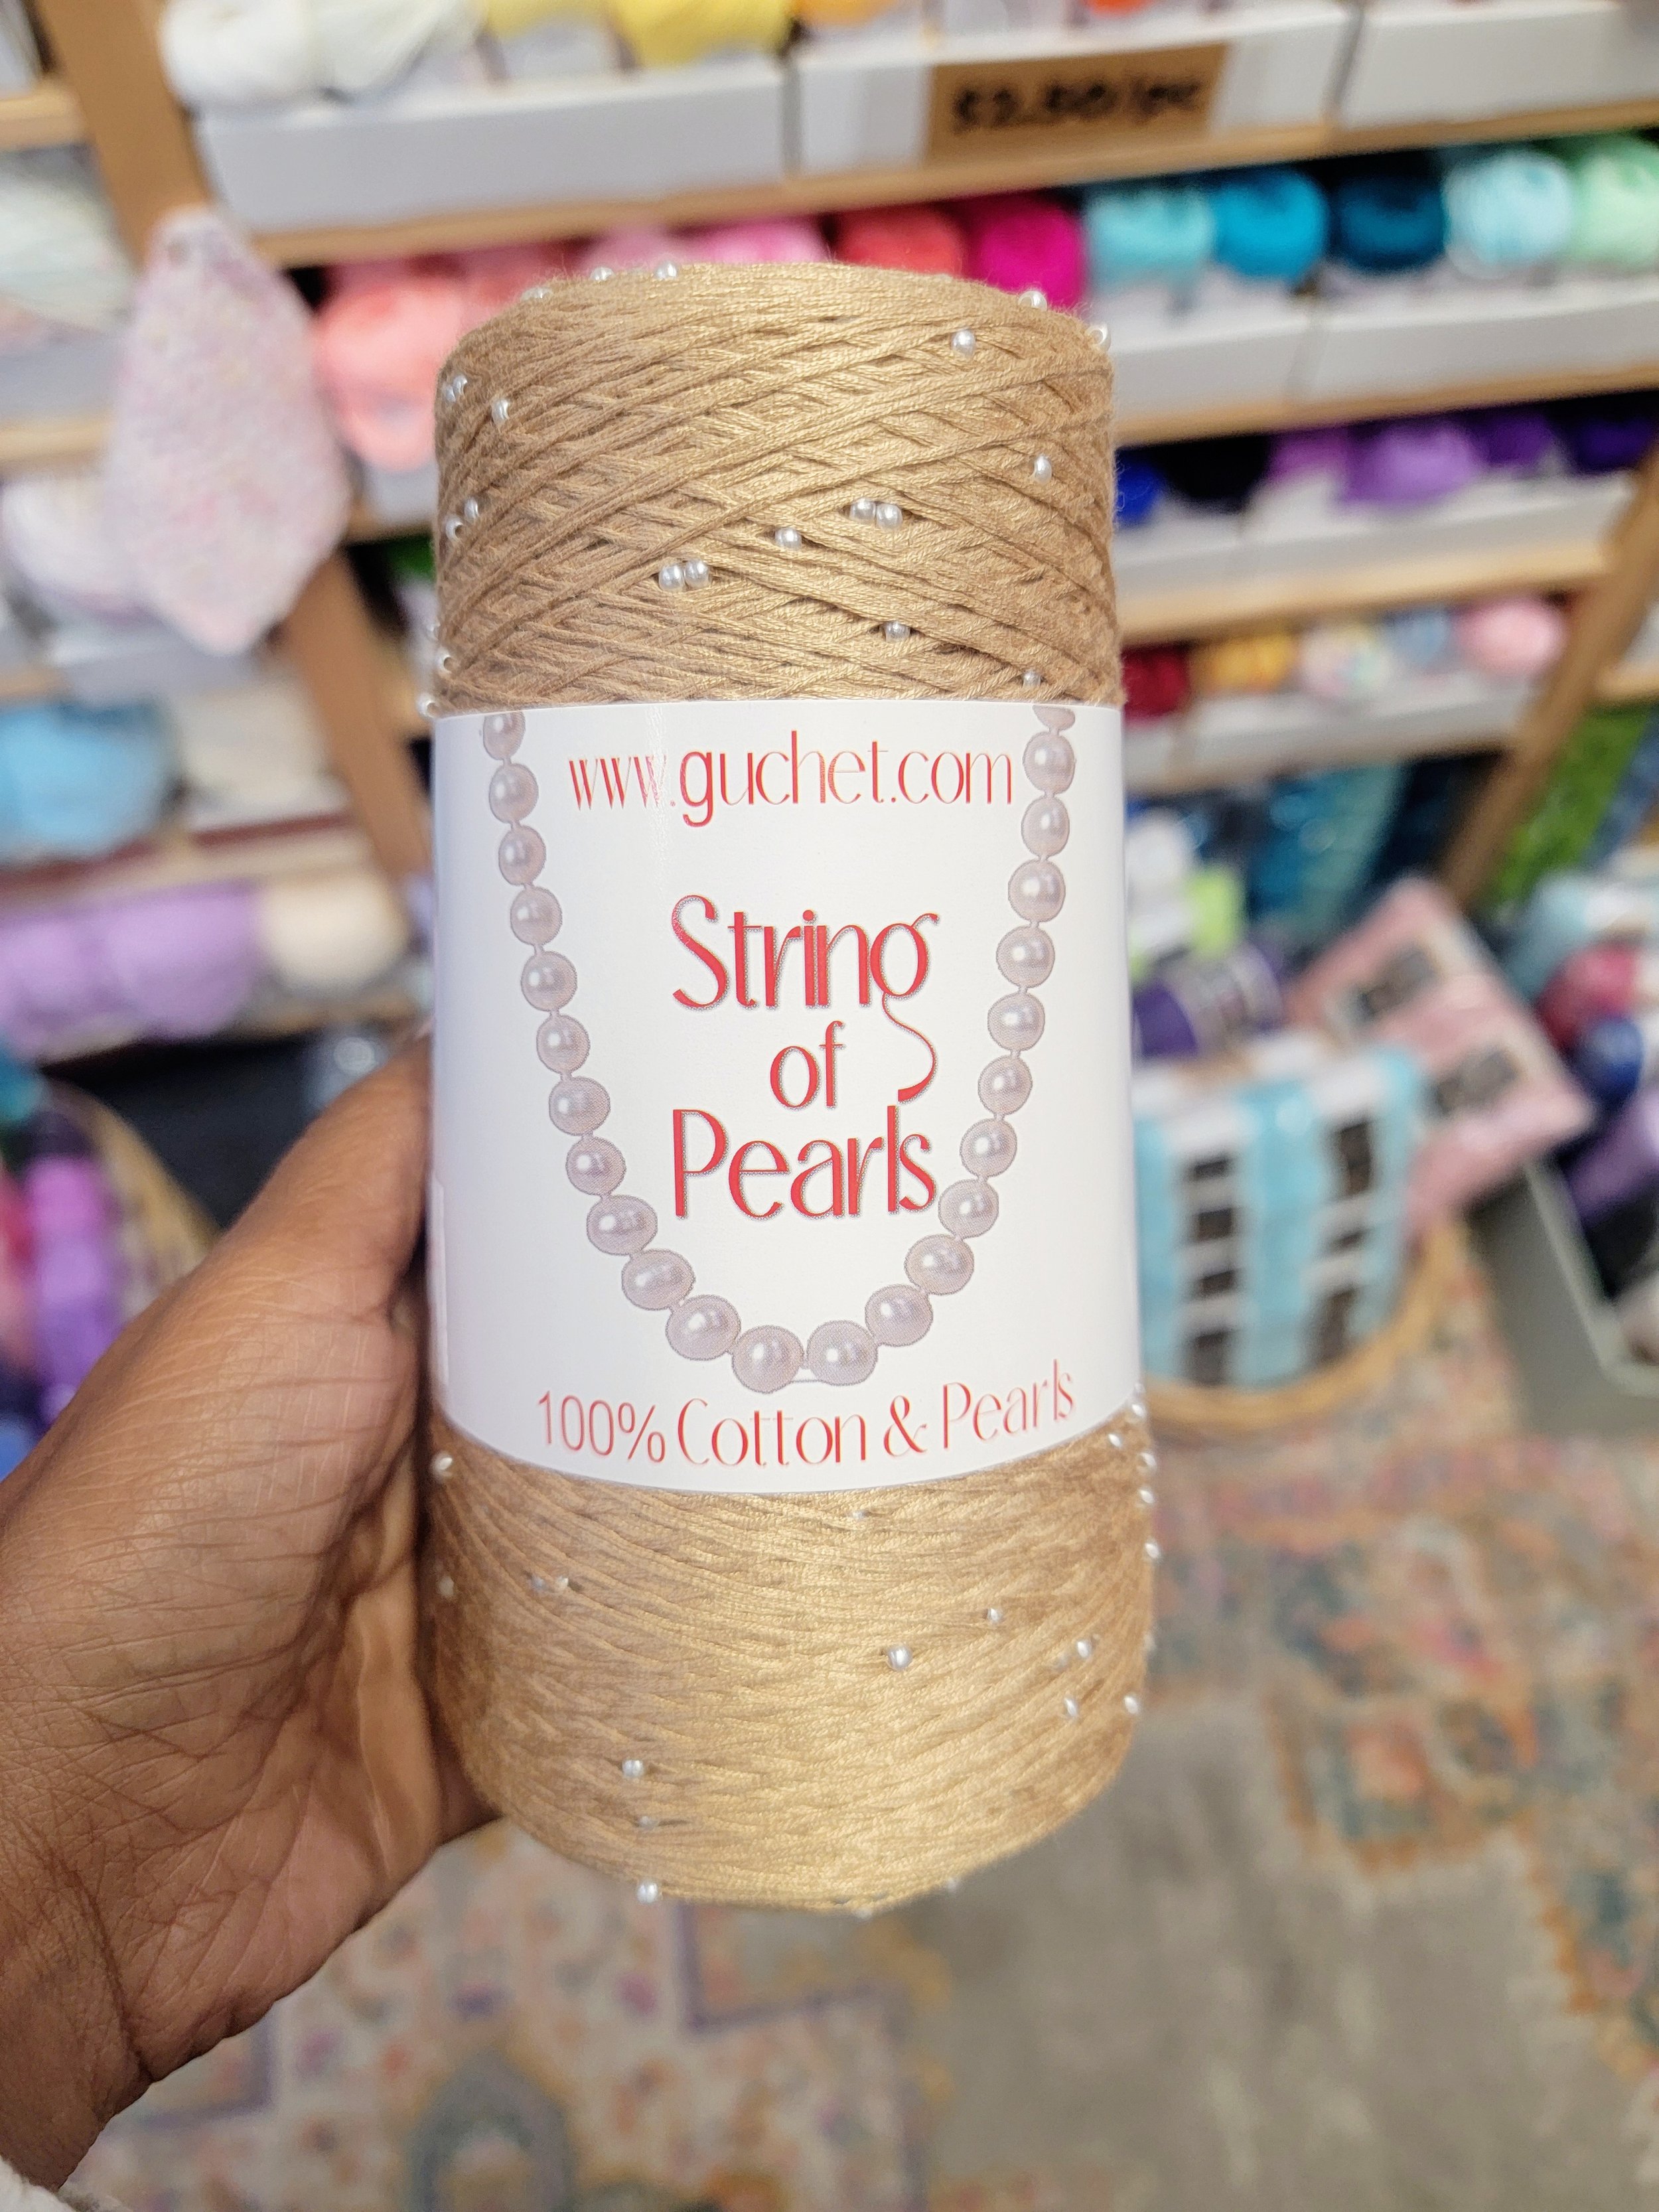 www.guchet.com
String
of
Pearls
100% Cotton & Pearls